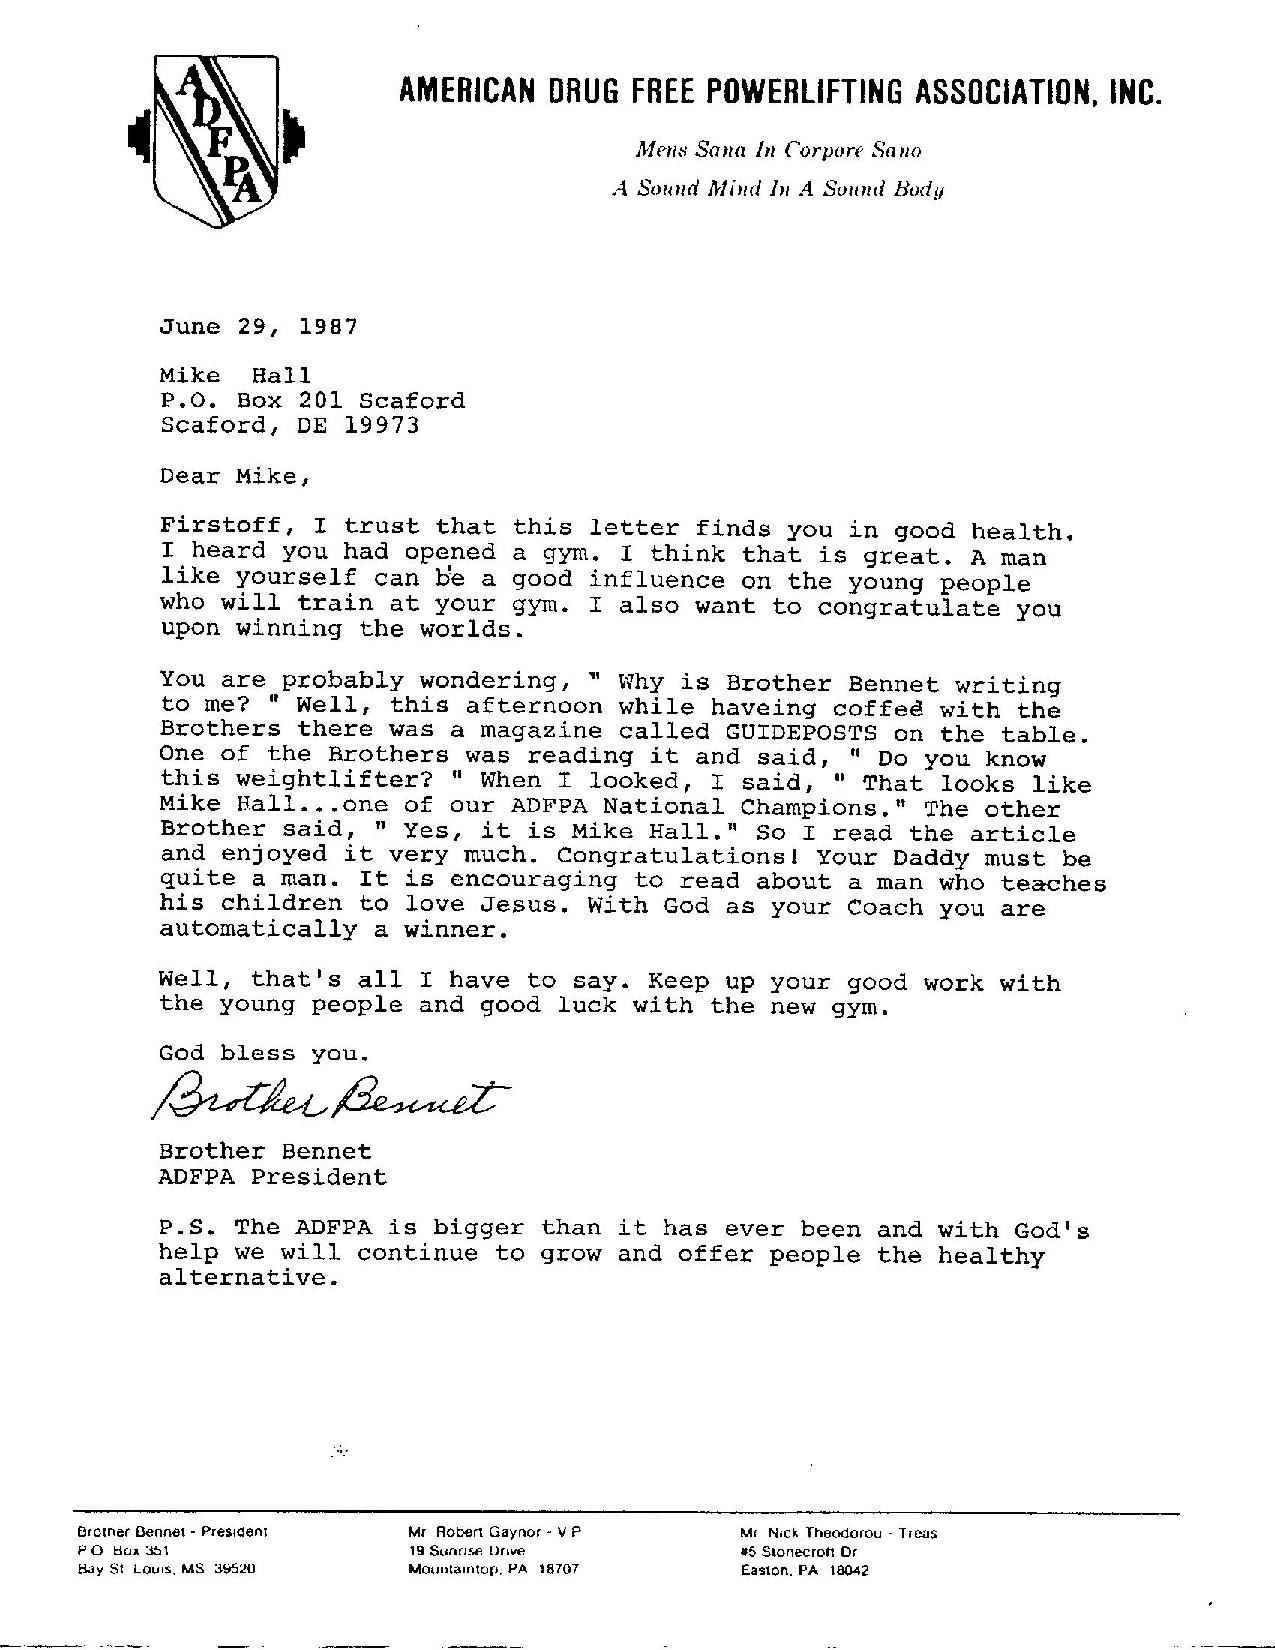 ADFPA
AMERICAN DRUG FREE POWERLIFTING ASSOCIATION, INC.
Mens Sana In Corpore Sano
A Sound Mind In A Sound Body
June 29, 1987
Mike Hall
P.O. Box 201 Scaford
Scaford, DE 19973
Dear Mike,
Firstoff, I trust that this letter finds you in good health.
I heard you had opened a gym. I think that is great. A man
like yourself can be a good influence on the young people
who will train at your gym. I also want to congratulate you
upon winning the worlds.
You are probably wondering, " Why is Brother Bennet writing
to me? " Well, this afternoon while haveing coffee with the
Brothers there was a magazine called GUIDEPOSTS on the table.
One of the Brothers was reading it and said, " Do you know
this weightlifter? " When I looked, I said, " That looks like
Mike Hall...one of our ADFPA National Champions." The other
Brother said, " Yes, it is Mike Hall." So I read the article
and enjoyed it very much. Congratulations! Your Daddy must be
quite a man. It is encouraging to read about a man who teaches
his children to love Jesus. With God as your Coach you are
automatically a winner.
Well, that's all I have to say. Keep up your good work with
the young people and good luck with the new gym.
God bless you.
Brother Bennet
Brother Bennet
ADFPA President
P.S. The ADFPA is bigger than it has ever been and with God's
help we will continue to grow and offer people the healthy
alternative.
Brother Bennet - President
P O Box 351
Bay St Louis, MS 39520
Mr Robert Gaynor - V P
19 Sunrise Drive
Mountaintop, PA 18707
Mr Nick Theodorou - Treas
#5 Stonecroft Dr
Easton, PA 18042